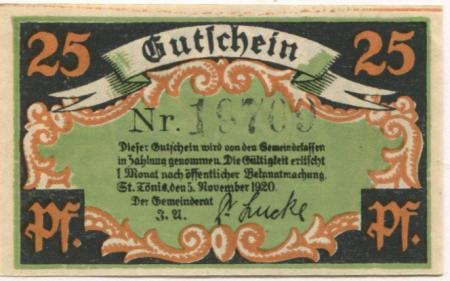 25 Gutschein 25
Nr. 19709
Dieser Gutschein wird von den Gemeindekassen
in Zahlung genommen. Die Gültigkeit erlischt
1 Monat nach öffentlicher Bekanntmachung.
St. Tönis, den 5. November 1920.
Der Gemeinderat
J. A.
Pf. Pf.